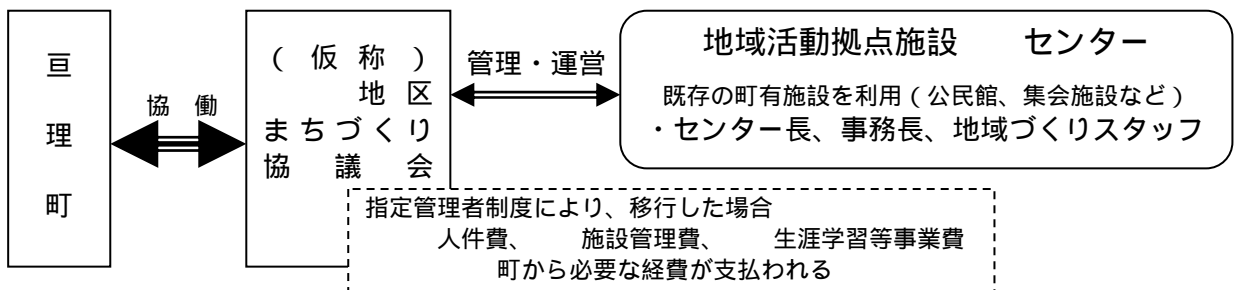 亘
理
町
協 働
( 仮 称 )
地 区
まちづくり
協 議 会
管理・運営
地域活動拠点施設 センター
既存の町有施設を利用(公民館、集会施設など)
・センター長、事務長、地域づくりスタッフ
指定管理者制度により、移行した場合
人件費、 施設管理費、 生涯学習等事業費
町から必要な経費が支払われる